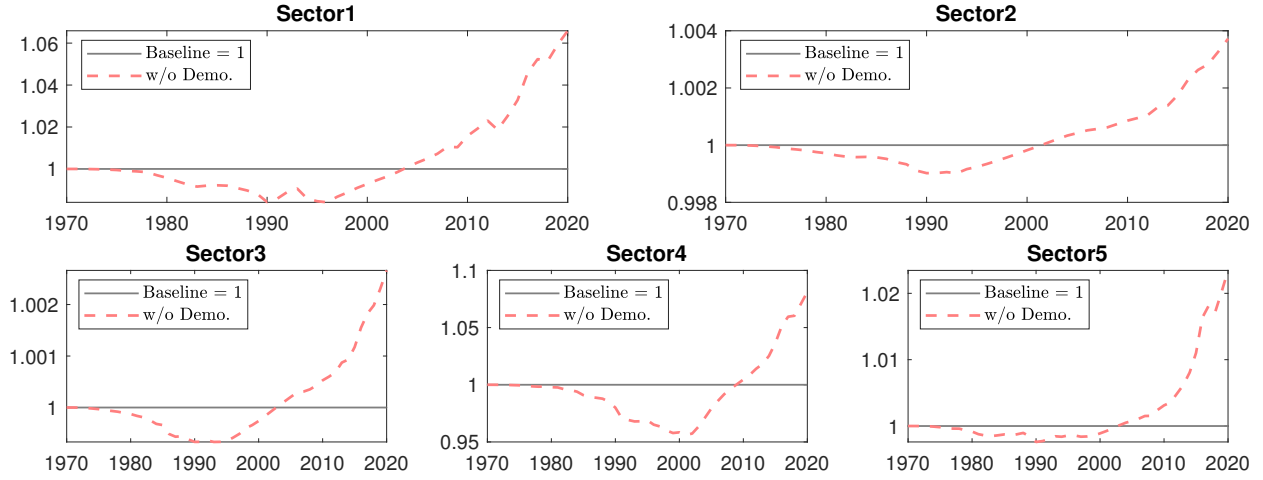 Sector1
1.06
1.04
1.02
1
1970 1980 1990 2000 2010 2020
Baseline = 1
w/o Demo.
Sector2
1.004
1.002
1
0.998
1970 1980 1990 2000 2010 2020
Baseline = 1
w/o Demo.
Sector3
1.002
1.001
1
1970 1980 1990 2000 2010 2020
Baseline = 1
w/o Demo.
Sector4
1.1
1.05
1
0.95
1970 1980 1990 2000 2010 2020
Baseline = 1
w/o Demo.
Sector5
1.02
1.01
1
1970 1980 1990 2000 2010 2020
Baseline = 1
w/o Demo.